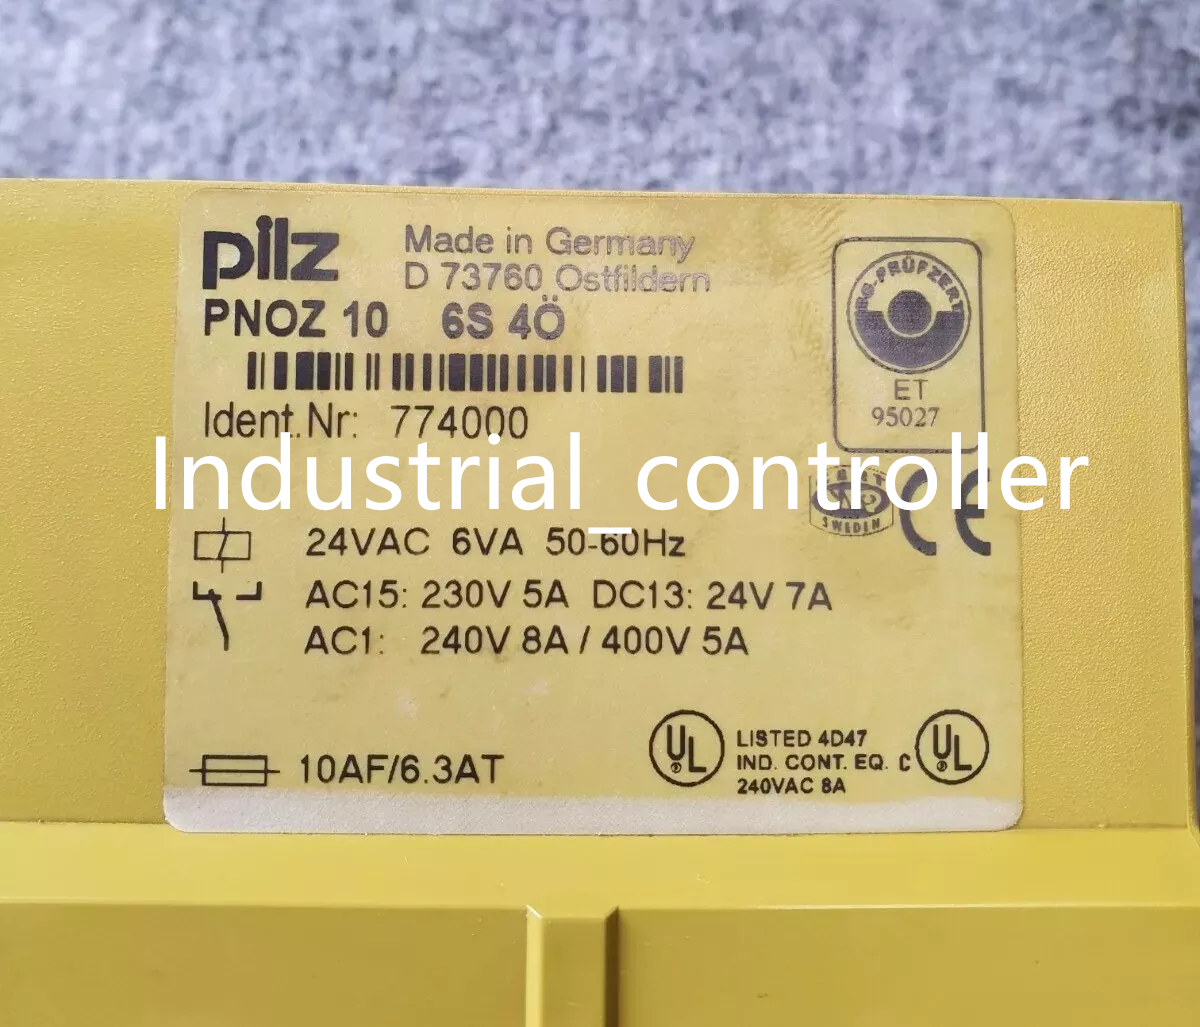 pilz
Made in Germany
D 73760 Ostfildern
PNOZ 10 6S 4Ö
Ident.Nr: 774000
BG-PRÜFZERT
ET
95027
Industrial_controller
SWEDEN
CE
24VAC 6VA 50-60Hz
AC15: 230V 5A DC13: 24V 7A
AC1: 240V 8A / 400V 5A
10AF/6.3AT
UL
LISTED 4D47
IND. CONT. EQ.
240VAC 8A
C UL